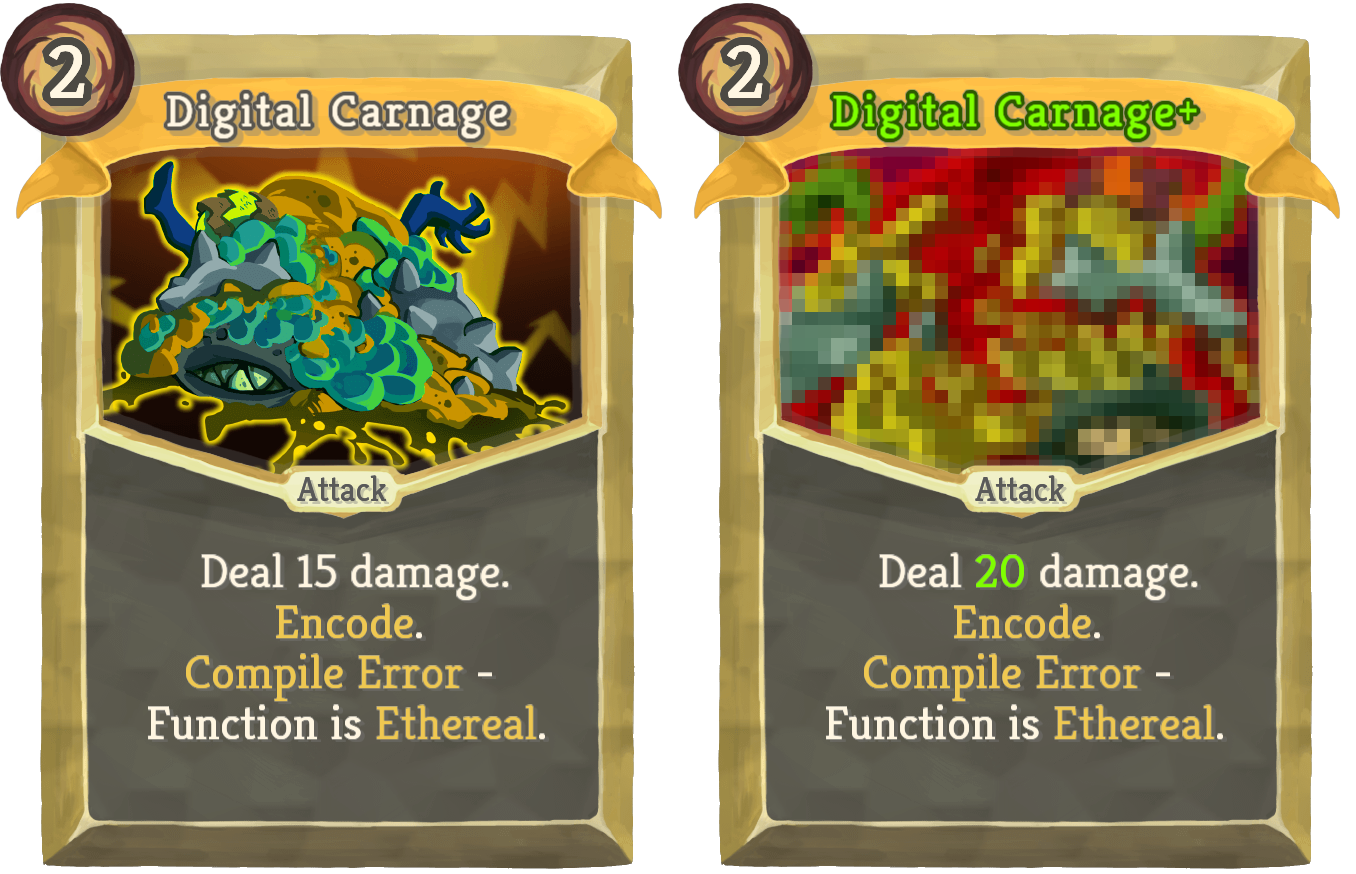 2
Digital Carnage
Attack
Deal 15 damage.
Encode.
Compile Error -
Function is Ethereal.
2
Digital Carnage+
Attack
Deal 20 damage.
Encode.
Compile Error -
Function is Ethereal.